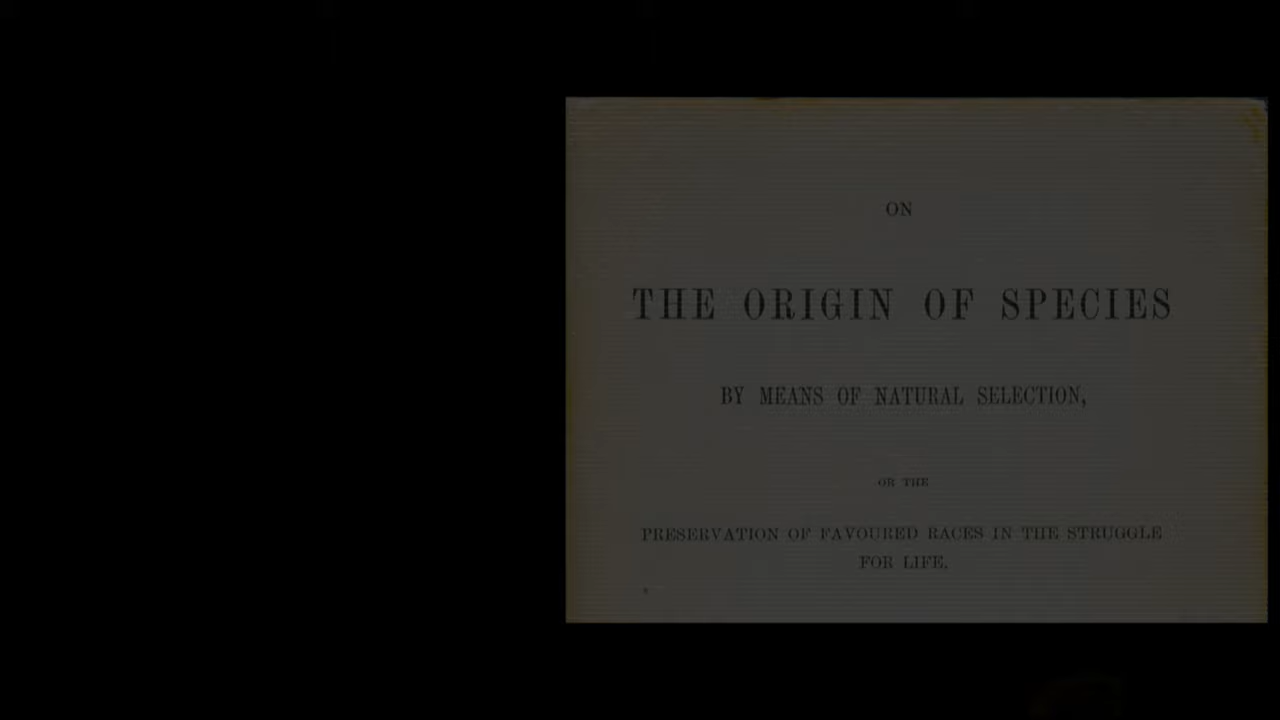 ON
THE ORIGIN OF SPECIES
BY MEANS OF NATURAL SELECTION,
OR THE
PRESERVATION OF FAVOURED RACES IN THE STRUGGLE
FOR LIFE.